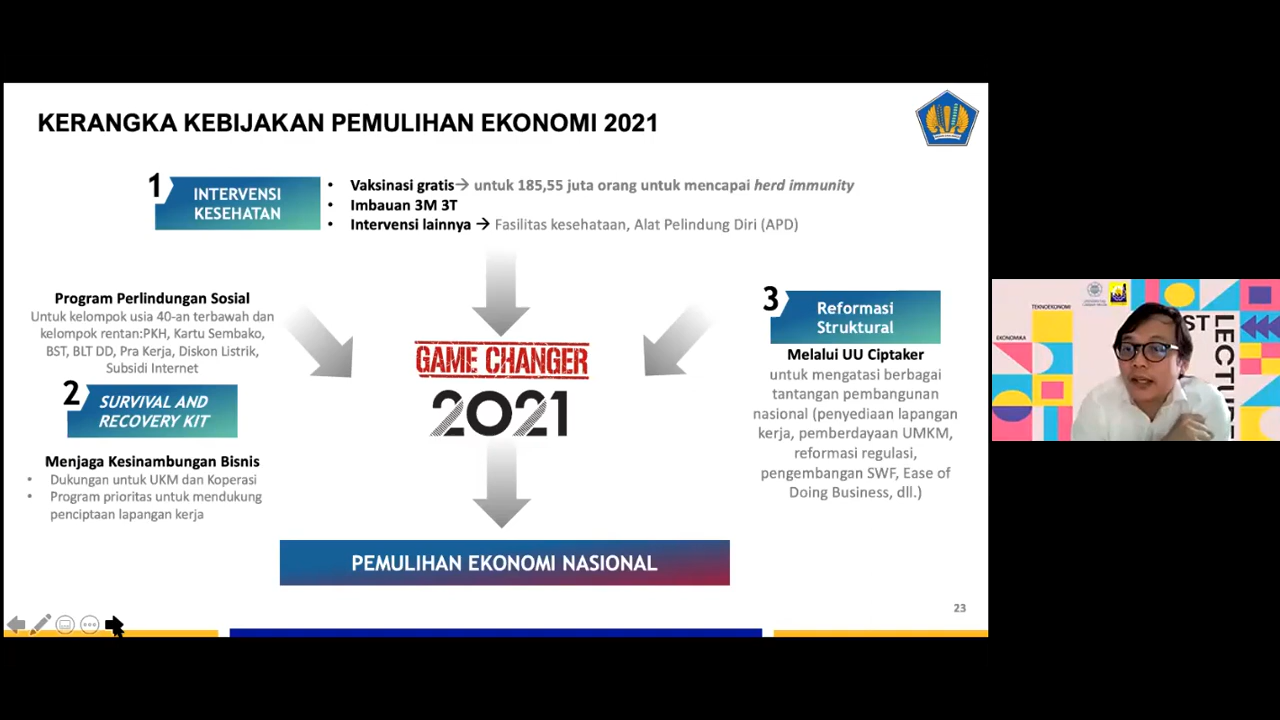 KERANGKA KEBIJAKAN PEMULIHAN EKONOMI 2021
1
INTERVENSI
KESEHATAN
• Vaksinasi gratis→ untuk 185,55 juta orang untuk mencapai herd immunity
• Imbauan 3M 3T
• Intervensi lainnya → Fasilitas kesehataan, Alat Pelindung Diri (APD)
Program Perlindungan Sosial
Untuk kelompok usia 40-an terbawah dan
kelompok rentan:PKH, Kartu Sembako,
BST, BLT DD, Pra Kerja, Diskon Listrik,
Subsidi Internet
2
SURVIVAL AND
RECOVERY KIT
Menjaga Kesinambungan Bisnis
• Dukungan untuk UKM dan Koperasi
• Program prioritas untuk mendukung
penciptaan lapangan kerja
GAME CHANGER
2021
3
Reformasi
Struktural
Melalui UU Ciptaker
untuk mengatasi berbagai
tantangan pembangunan
nasional (penyediaan lapangan
kerja, pemberdayaan UMKM,
reformasi regulasi,
pengembangan SWF, Ease of
Doing Business, dll.)
PEMULIHAN EKONOMI NASIONAL
23
TEKNOEKONOMI
EKONOMIKA